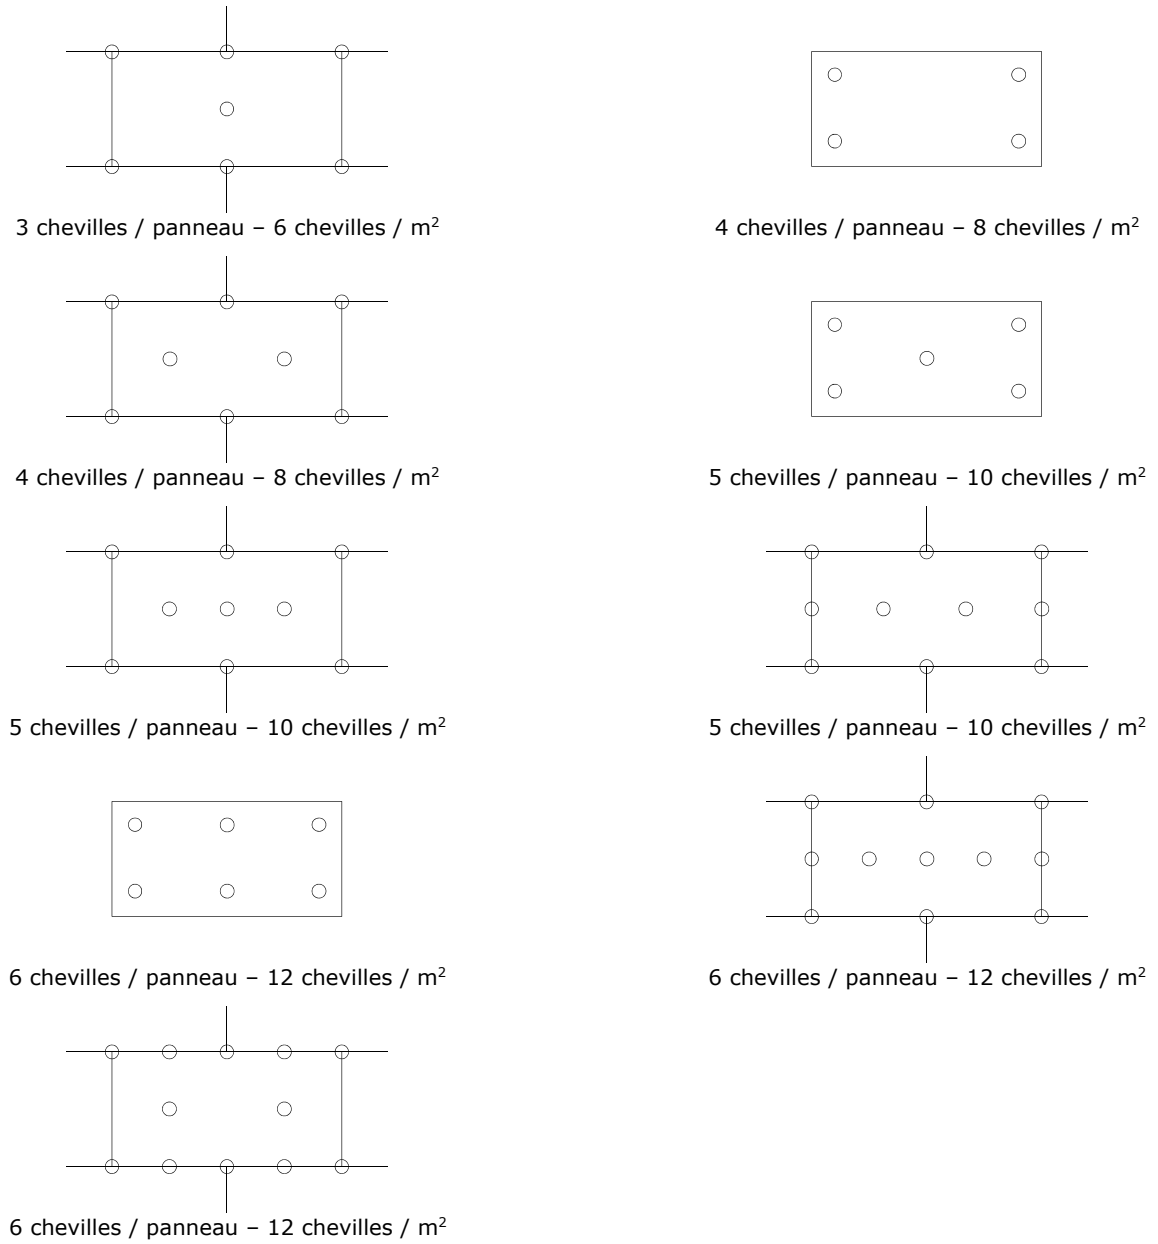 3 chevilles / panneau – 6 chevilles / m²
4 chevilles / panneau – 8 chevilles / m²
4 chevilles / panneau – 8 chevilles / m²
5 chevilles / panneau – 10 chevilles / m²
5 chevilles / panneau – 10 chevilles / m²
5 chevilles / panneau – 10 chevilles / m²
6 chevilles / panneau – 12 chevilles / m²
6 chevilles / panneau – 12 chevilles / m²
6 chevilles / panneau – 12 chevilles / m²